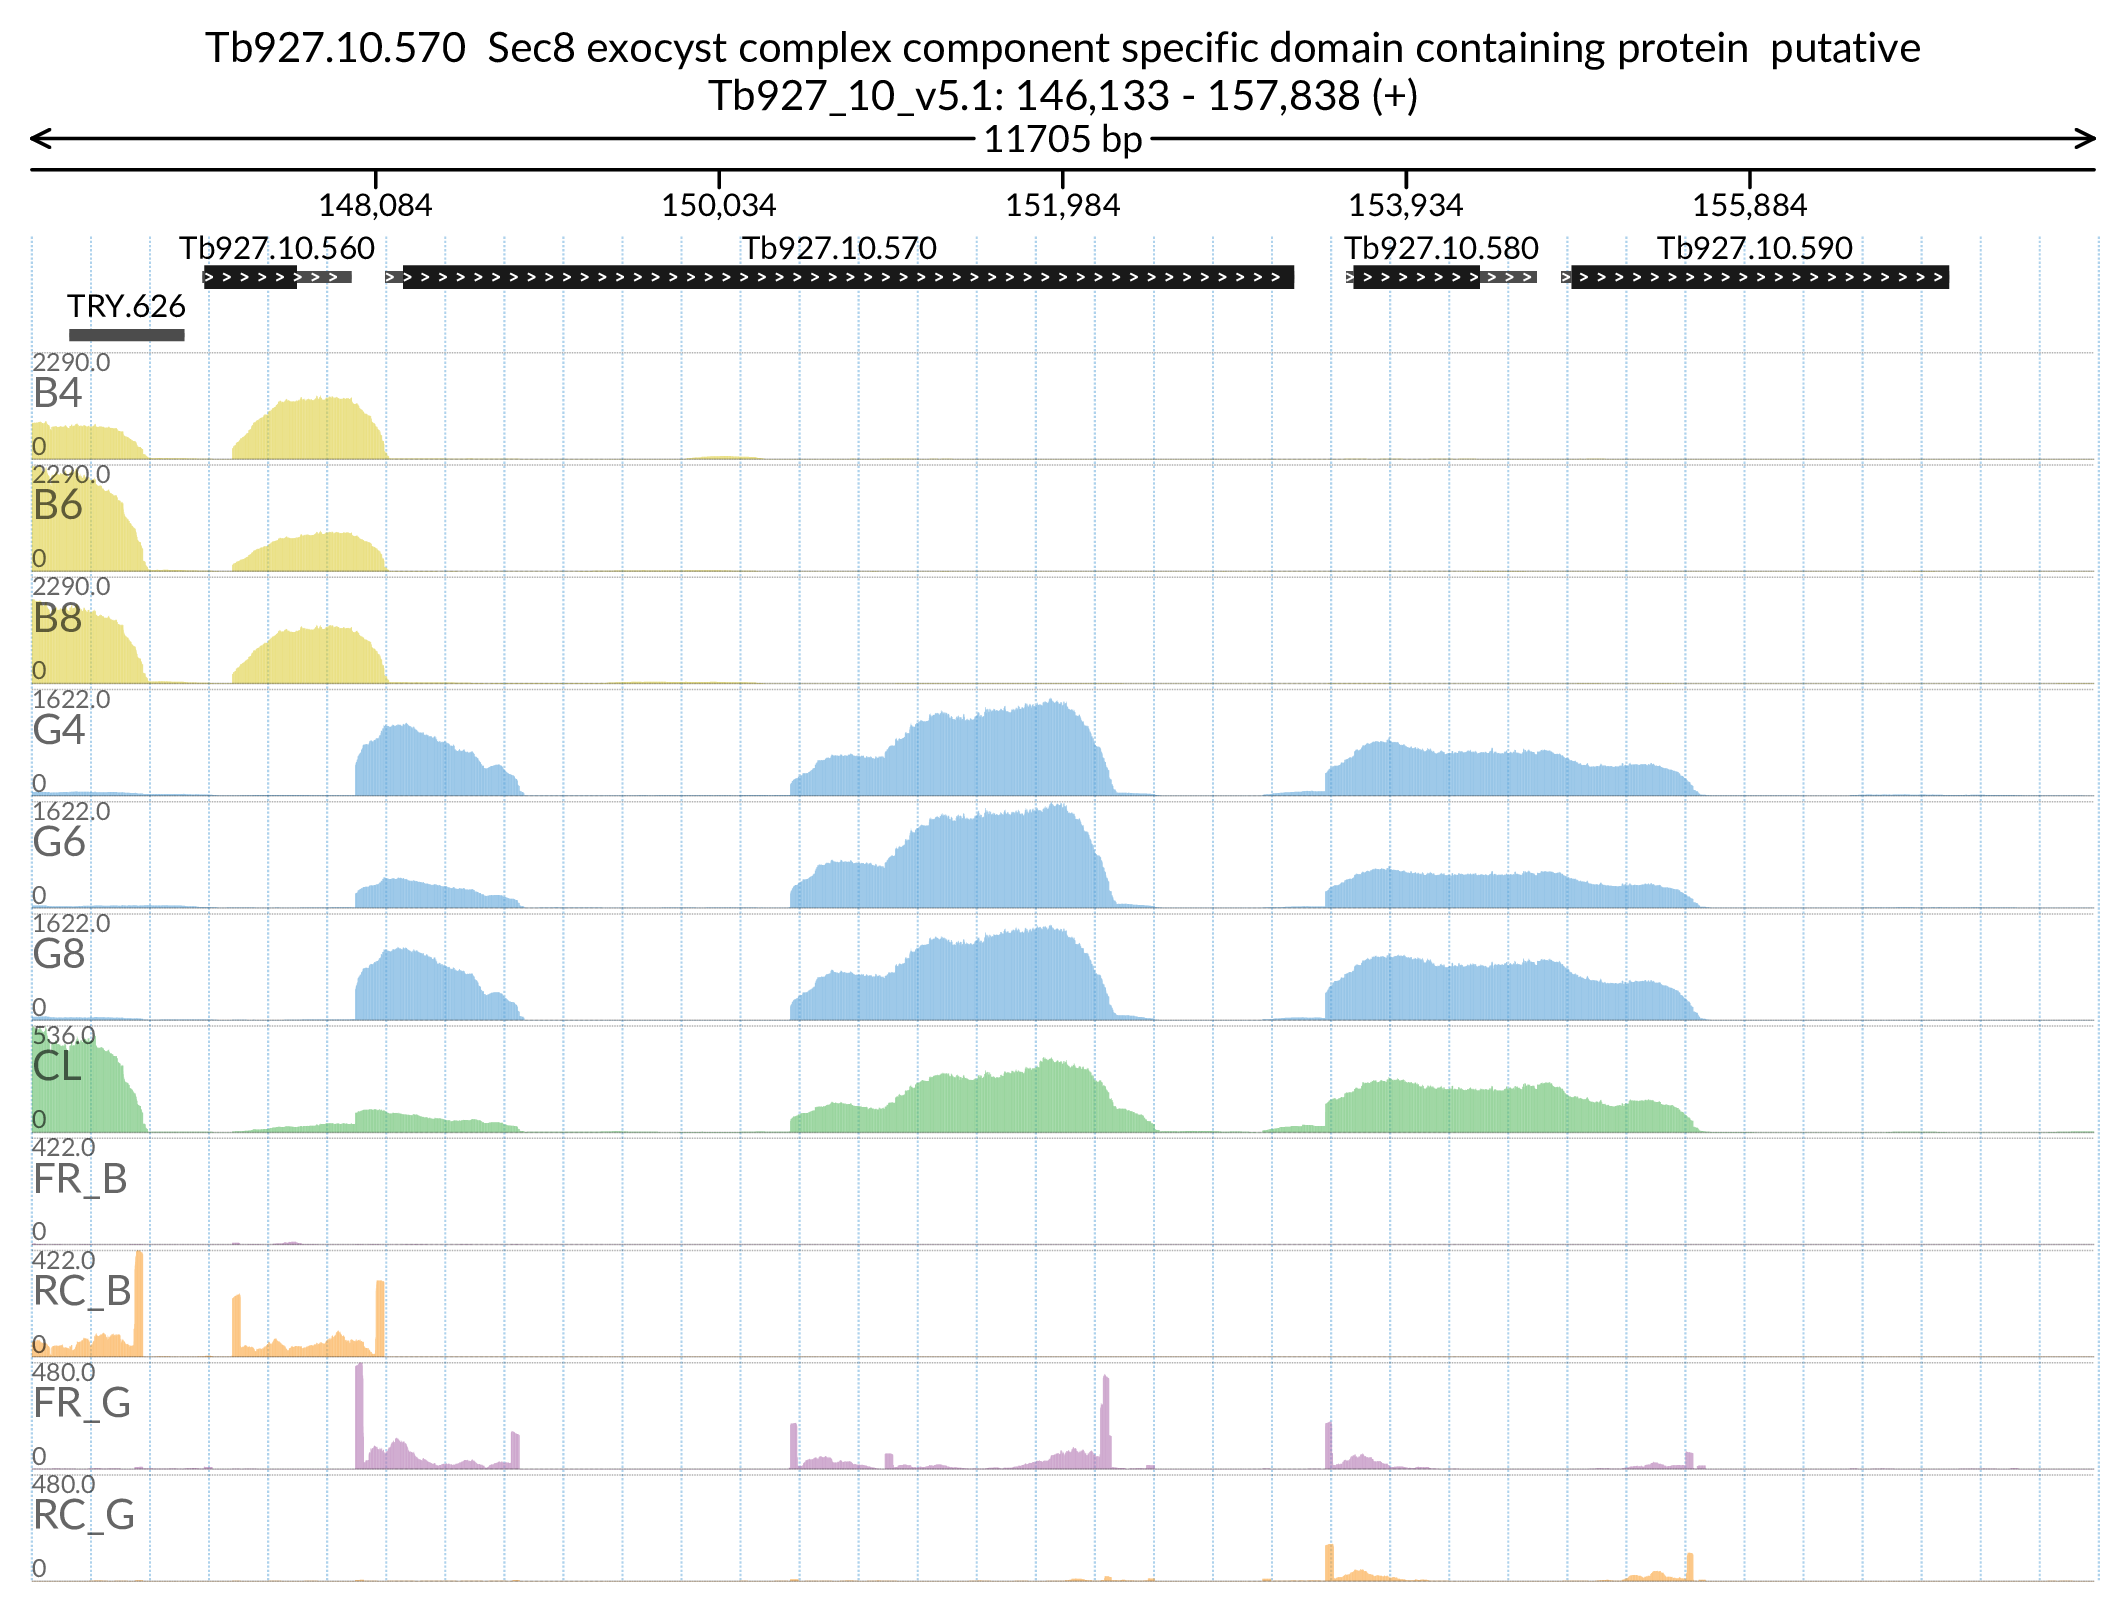 Tb927.10.570  Sec8 exocyst complex component specific domain containing protein  putative
Tb927_10_v5.1: 146,133 - 157,838 (+)
11705 bp
148,084 150,034 151,984 153,934 155,884
Tb927.10.560 Tb927.10.570 Tb927.10.580 Tb927.10.590
TRY.626
2290.0
B4
0
2290.0
B6
0
2290.0
B8
0
1622.0
G4
0
1622.0
G6
0
1622.0
G8
0
536.0
CL
0
422.0
FR_B
0
422.0
RC_B
0
480.0
FR_G
0
480.0
RC_G
0